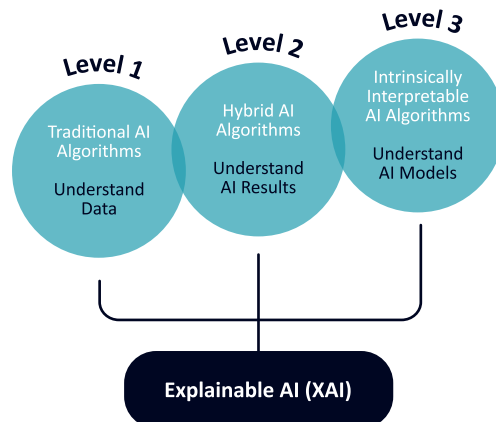 Level 1
Traditional AI
Algorithms
Understand
Data
Level 2
Hybrid AI
Algorithms
Understand
AI Results
Level 3
Intrinsically
Interpretable
AI Algorithms
Understand
AI Models
Explainable AI (XAI)